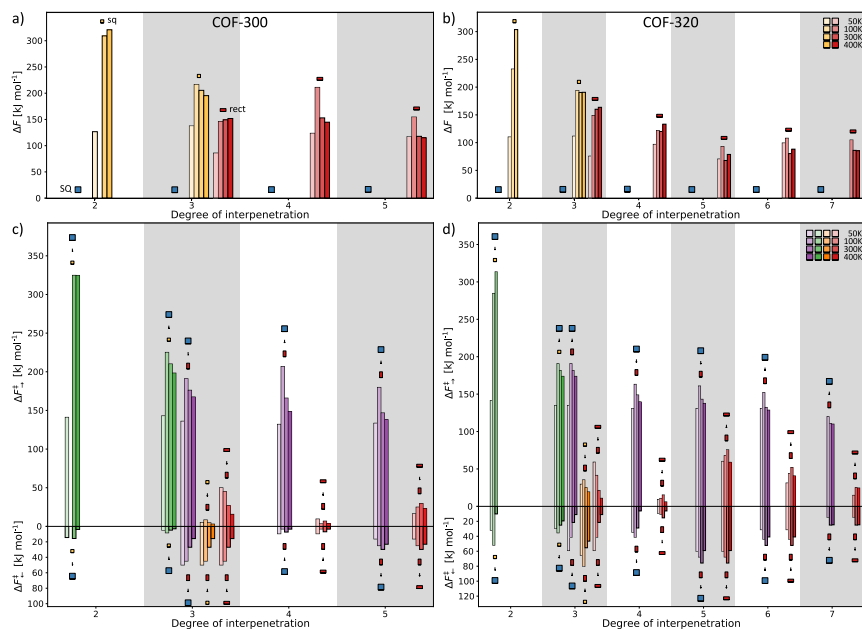 a)
COF-300
sq
300
250
200
150
100
50
0
ΔF [kJ mol⁻¹]
rect
SQ
2
3
4
5
Degree of interpenetration
b)
COF-320
50K
100K
300K
400K
300
250
200
150
100
50
0
ΔF [kJ mol⁻¹]
2
3
4
5
6
7
Degree of interpenetration
c)
350
300
250
200
150
100
50
0
20
40
60
80
100
ΔF‡→ [kJ mol⁻¹]
ΔF‡← [kJ mol⁻¹]
2
3
4
5
Degree of interpenetration
d)
50K
100K
300K
400K
350
300
250
200
150
100
50
0
20
40
60
80
100
120
ΔF‡→ [kJ mol⁻¹]
ΔF‡← [kJ mol⁻¹]
2
3
4
5
6
7
Degree of interpenetration